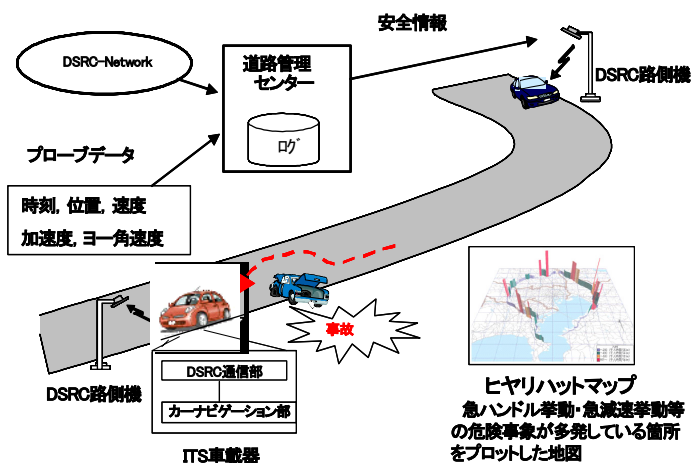 安全情報
DSRC-Network
道路管理
センター
DSRC路側機
ログ
プローブデータ
時刻, 位置, 速度
加速度, ヨー角速度
事故
DSRC路側機
DSRC通信部
カーナビゲーション部
ITS車載器
ヒヤリハットマップ
急ハンドル挙動・急減速挙動等
の危険事象が多発している箇所
をプロットした地図